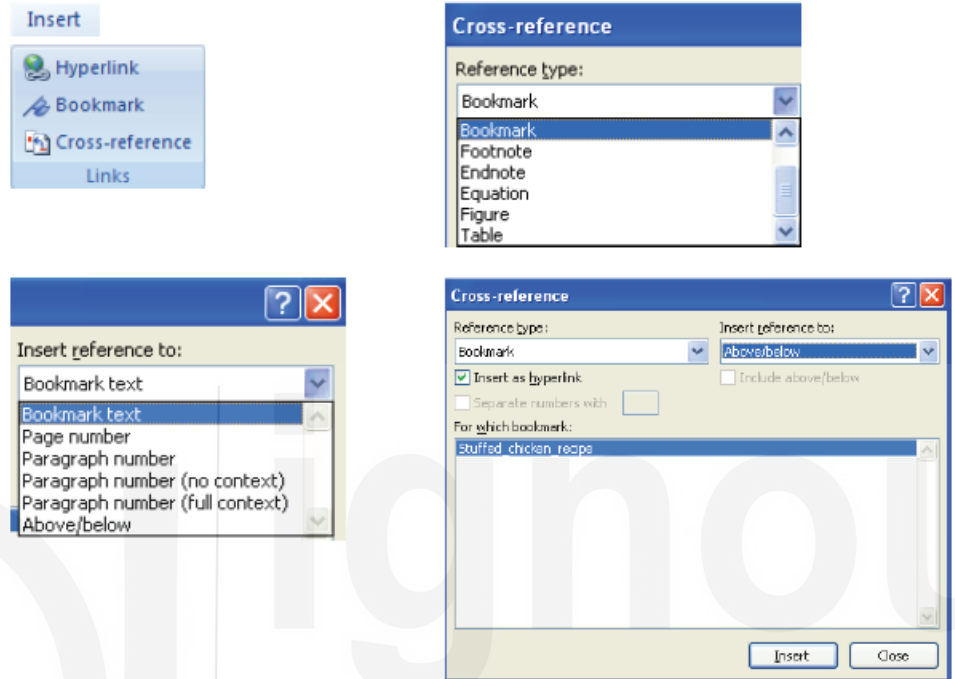 Insert
Hyperlink
Bookmark
Cross-reference
Links
Cross-reference
Reference type:
Bookmark
Bookmark
Footnote
Endnote
Equation
Figure
Table
?
Insert reference to:
Bookmark text
Bookmark text
Page number
Paragraph number
Paragraph number (no context)
Paragraph number (full context)
Above/below
Cross-reference ?
Reference type: Insert reference to:
Bookmark Above/below
Insert as hyperlink Include above/below
Separate numbers with
For which bookmark:
Stuffed_chicken_recipe
Insert Close
ignou